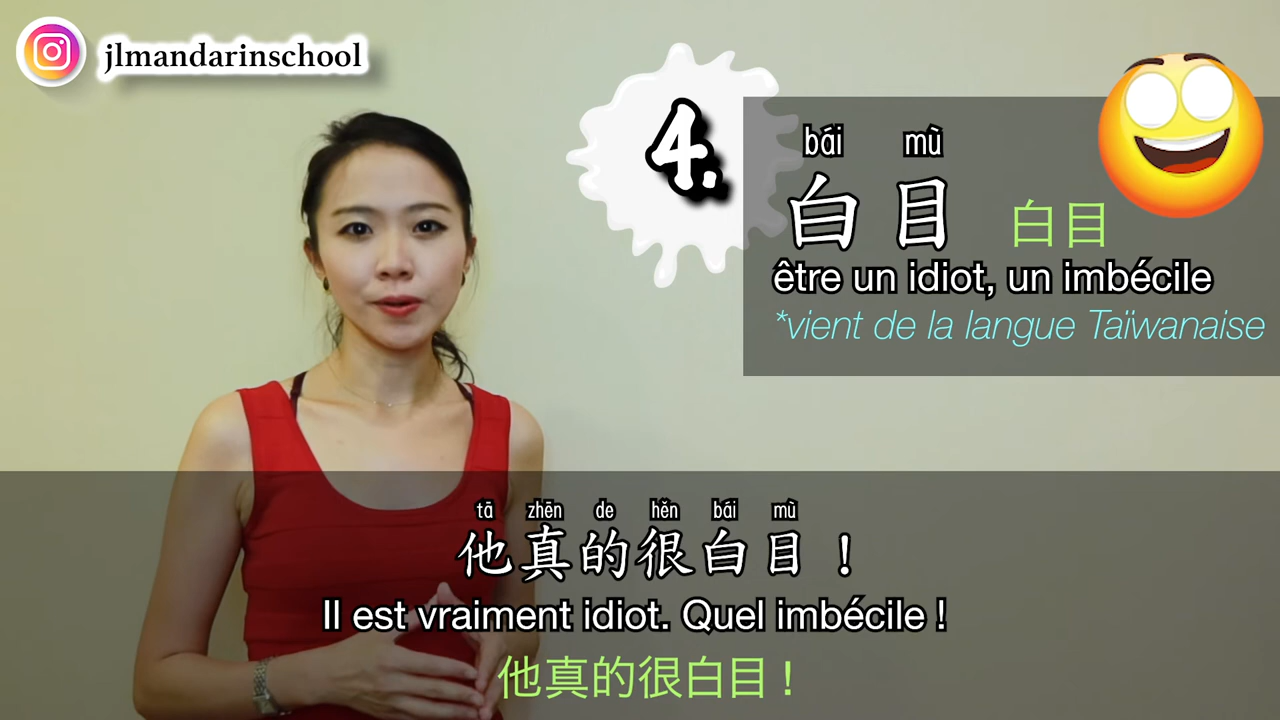 jlmandarinschool
4.
bái mù
白目 白目
être un idiot, un imbécile
*vient de la langue Taïwanaise
tā zhēn de hěn bái mù
他真的很白目！
Il est vraiment idiot. Quel imbécile !
他真的很白目！